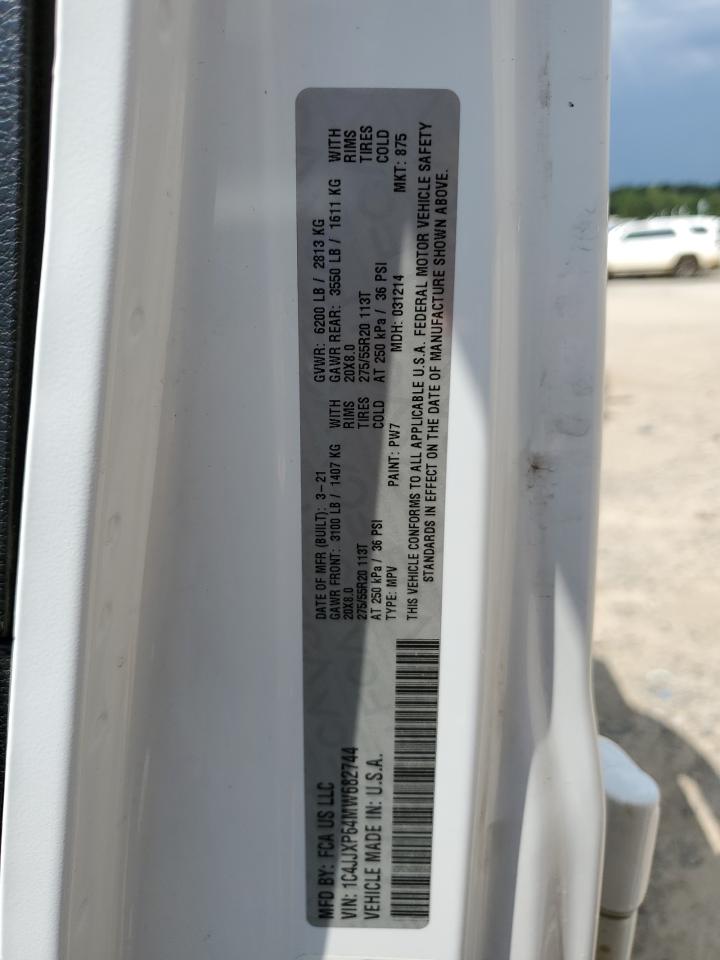 MFD BY: FCA US LLC
VIN: 1C4JJXP64MW682744
VEHICLE MADE IN: U.S.A.
DATE OF MFR (BUILT): 3-21 GVWR: 6200 LB / 2813 KG
GAWR FRONT: 3100 LB / 1407 KG WITH GAWR REAR: 3550 LB / 1611 KG WITH
20X8.0 RIMS 20X8.0 RIMS
275/55R20 113T TIRES 275/55R20 113T TIRES
AT 250 kPa / 36 PSI COLD AT 250 kPa / 36 PSI COLD
TYPE: MPV PAINT: PW7 MDH: 031214 MKT: 875
THIS VEHICLE CONFORMS TO ALL APPLICABLE U.S.A. FEDERAL MOTOR VEHICLE SAFETY
STANDARDS IN EFFECT ON THE DATE OF MANUFACTURE SHOWN ABOVE.